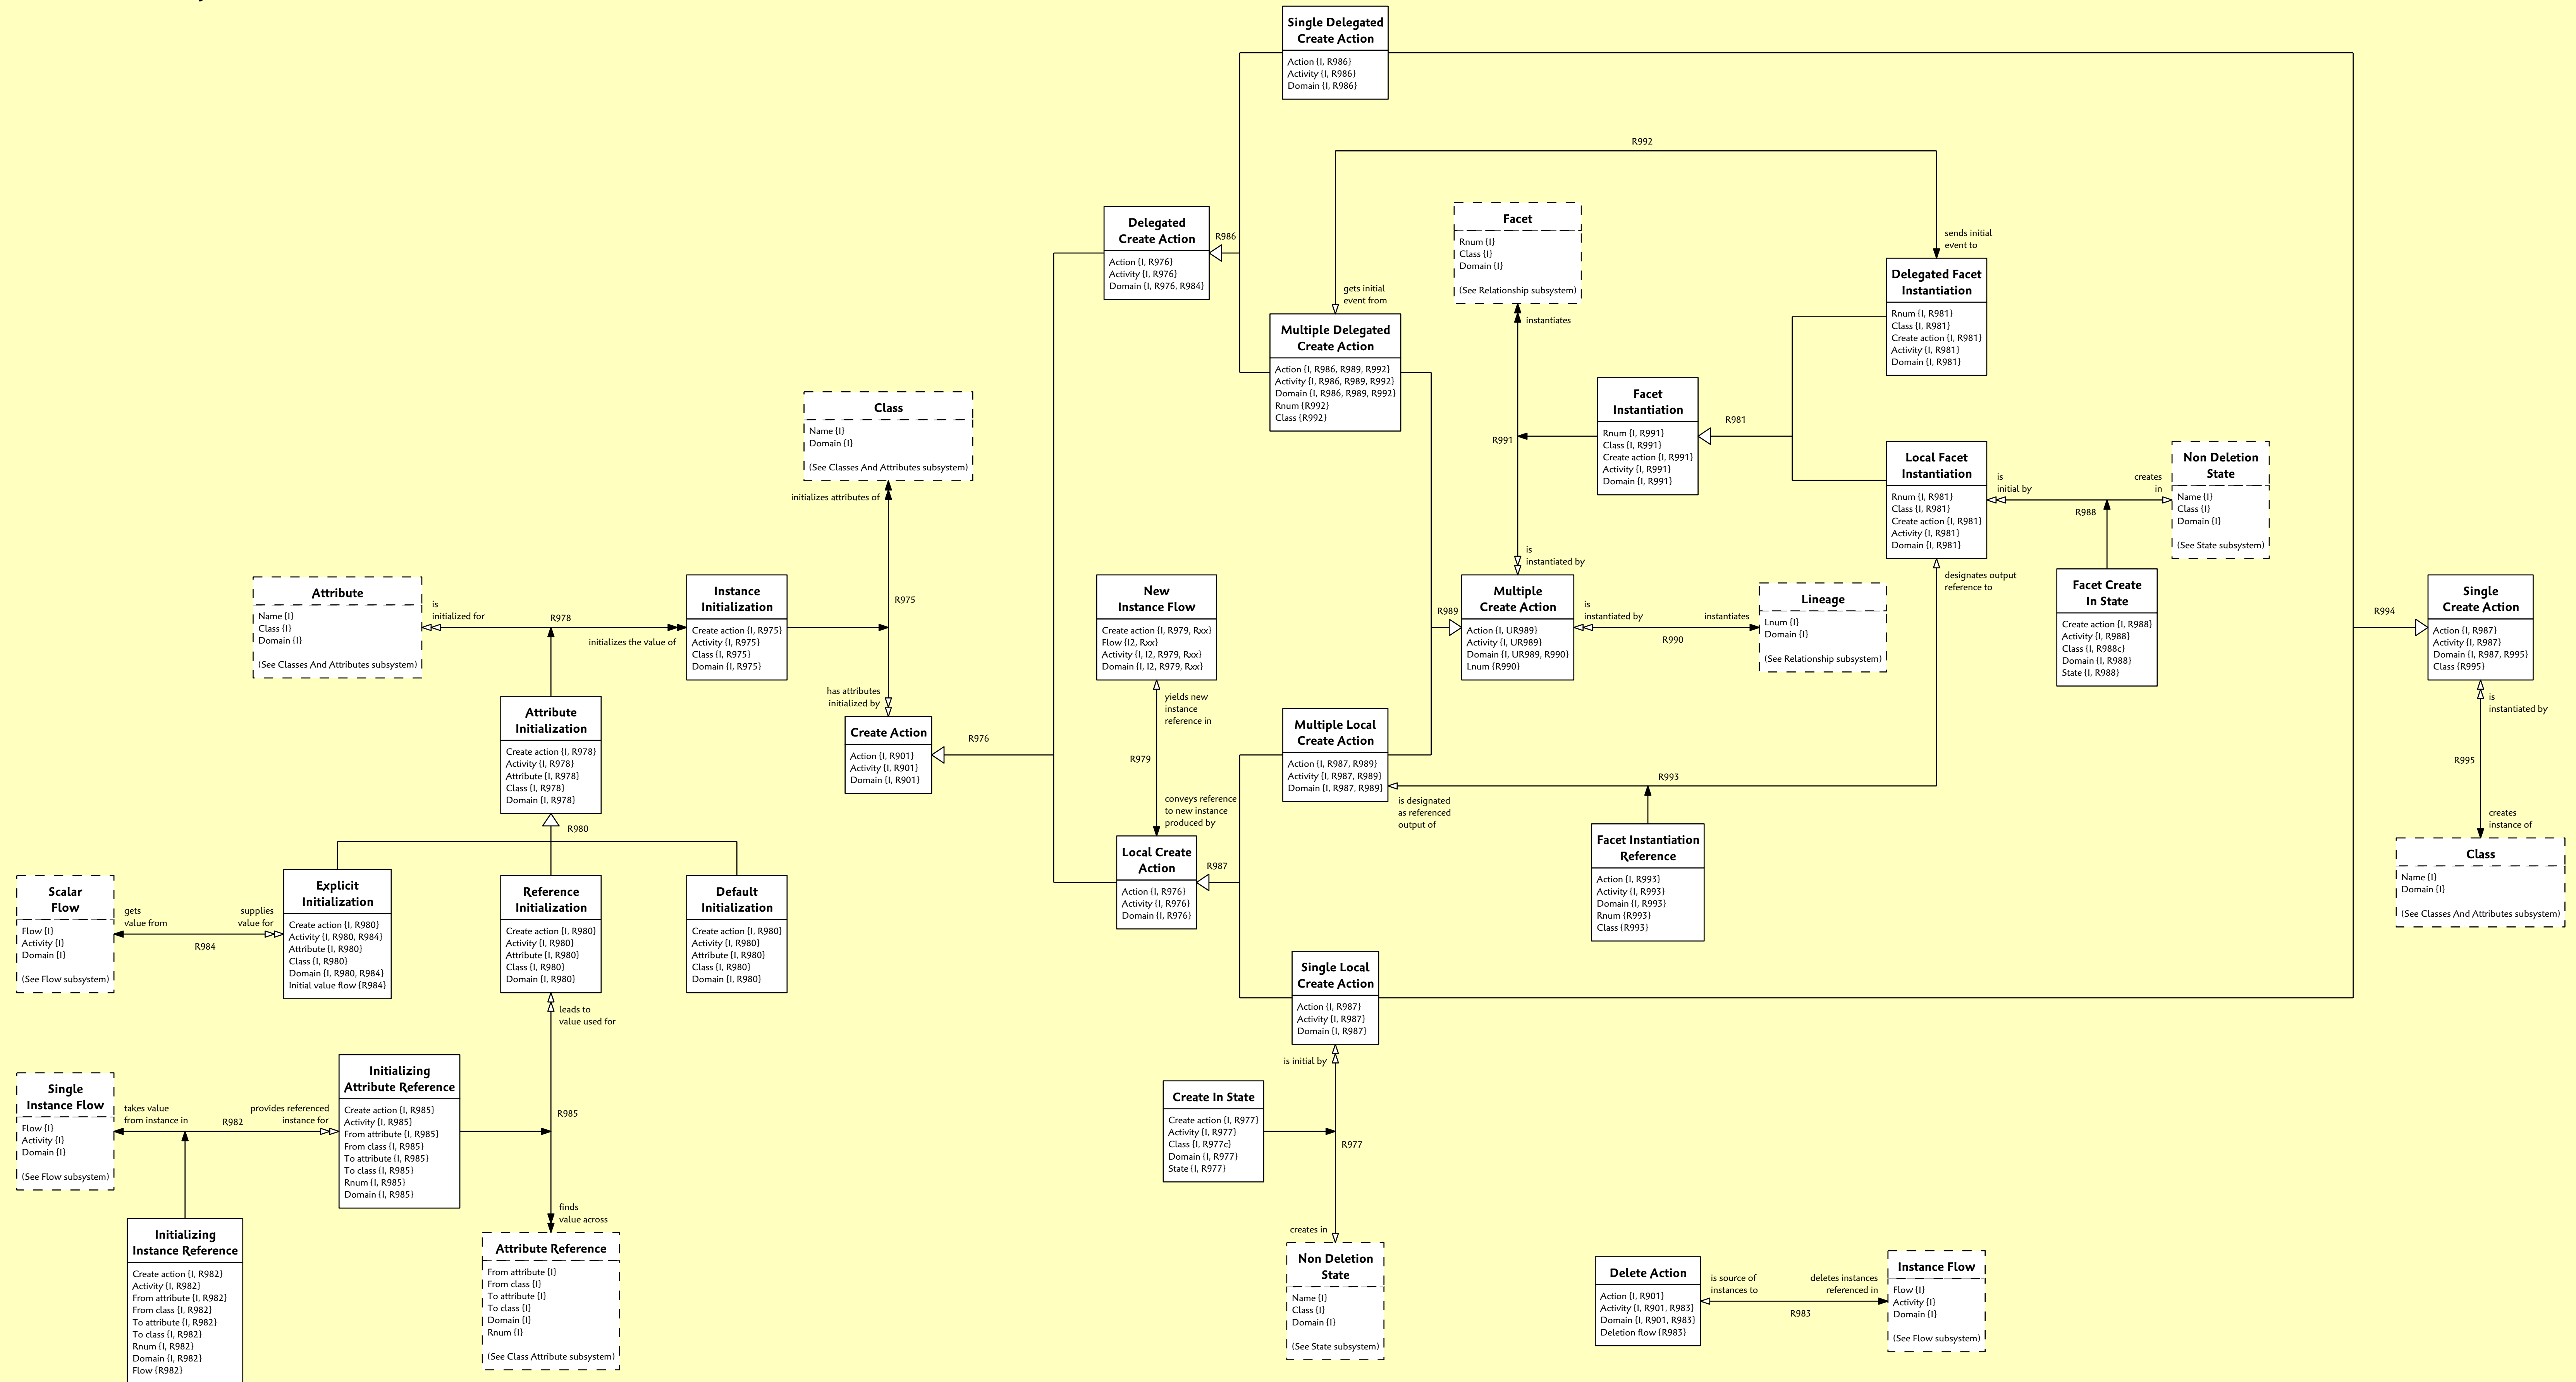 Single Delegated
Create Action
Action {I, R986}
Activity {I, R986}
Domain {I, R986}
R992
Delegated
Create Action
Action {I, R976}
Activity {I, R976}
Domain {I, R976, R984}
R986
gets initial
event from
Multiple Delegated
Create Action
Action {I, R986, R989, R992}
Activity {I, R986, R989, R992}
Domain {I, R986, R989, R992}
Rnum {R992}
Class {R992}
Facet
Rnum {I}
Class {I}
Domain {I}
(See Relationship subsystem)
instantiates
sends initial
event to
Delegated Facet
Instantiation
Rnum {I, R981}
Class {I, R981}
Create action {I, R981}
Activity {I, R981}
Domain {I, R981}
R991
Facet
Instantiation
Rnum {I, R991}
Class {I, R991}
Create action {I, R991}
Activity {I, R991}
Domain {I, R991}
R981
Local Facet
Instantiation
Rnum {I, R981}
Class {I, R981}
Create action {I, R981}
Activity {I, R981}
Domain {I, R981}
is
initial by
creates
in
R988
Non Deletion
State
Name {I}
Class {I}
Domain {I}
(See State subsystem)
Class
Name {I}
Domain {I}
(See Classes And Attributes subsystem)
initializes attributes of
R975
has attributes
initialized by
Attribute
Name {I}
Class {I}
Domain {I}
(See Classes And Attributes subsystem)
is
initialized for
R978
initializes the value of
Instance
Initialization
Create action {I, R975}
Activity {I, R975}
Class {I, R975}
Domain {I, R975}
New
Instance Flow
Create action {I, R979, Rxx}
Flow {I2, Rxx}
Activity {I, I2, R979, Rxx}
Domain {I, I2, R979, Rxx}
yields new
instance
reference in
R979
conveys reference
to new instance
produced by
R989
is
instantiated by
Multiple
Create Action
Action {I, UR989}
Activity {I, UR989}
Domain {I, UR989, R990}
Lnum {R990}
is
instantiated by
instantiates
R990
Lineage
Lnum {I}
Domain {I}
(See Relationship subsystem)
designates output
reference to
Facet Create
In State
Create action {I, R988}
Activity {I, R988}
Class {I, R988c}
Domain {I, R988}
State {I, R988}
R994
Single
Create Action
Action {I, R987}
Activity {I, R987}
Domain {I, R987, R995}
Class {R995}
is
instantiated by
R995
creates
instance of
Class
Name {I}
Domain {I}
(See Classes And Attributes subsystem)
Attribute
Initialization
Create action {I, R978}
Activity {I, R978}
Attribute {I, R978}
Class {I, R978}
Domain {I, R978}
R980
Create Action
Action {I, R901}
Activity {I, R901}
Domain {I, R901}
R976
Multiple Local
Create Action
Action {I, R987, R989}
Activity {I, R987, R989}
Domain {I, R987, R989}
is designated
as referenced
output of
R993
Facet Instantiation
Reference
Action {I, R993}
Activity {I, R993}
Domain {I, R993}
Rnum {R993}
Class {R993}
Local Create
Action
Action {I, R976}
Activity {I, R976}
Domain {I, R976}
R987
Scalar
Flow
Flow {I}
Activity {I}
Domain {I}
(See Flow subsystem)
gets
value from
supplies
value for
R984
Explicit
Initialization
Create action {I, R980}
Activity {I, R980, R984}
Attribute {I, R980}
Class {I, R980}
Domain {I, R980, R984}
Initial value flow {R984}
Reference
Initialization
Create action {I, R980}
Activity {I, R980}
Attribute {I, R980}
Class {I, R980}
Domain {I, R980}
Default
Initialization
Create action {I, R980}
Activity {I, R980}
Attribute {I, R980}
Class {I, R980}
Domain {I, R980}
leads to
value used for
R985
finds
value across
Single Local
Create Action
Action {I, R987}
Activity {I, R987}
Domain {I, R987}
is initial by
R977
creates in
Create In State
Create action {I, R977}
Activity {I, R977}
Class {I, R977c}
Domain {I, R977}
State {I, R977}
Single
Instance Flow
Flow {I}
Activity {I}
Domain {I}
(See Flow subsystem)
takes value
from instance in
R982
provides referenced
instance for
Initializing
Attribute Reference
Create action {I, R985}
Activity {I, R985}
From attribute {I, R985}
From class {I, R985}
To attribute {I, R985}
To class {I, R985}
Rnum {I, R985}
Domain {I, R985}
Initializing
Instance Reference
Create action {I, R982}
Activity {I, R982}
From attribute {I, R982}
From class {I, R982}
To attribute {I, R982}
To class {I, R982}
Rnum {I, R982}
Domain {I, R982}
Flow {R982}
Attribute Reference
From attribute {I}
From class {I}
To attribute {I}
To class {I}
Domain {I}
Rnum {I}
(See Class Attribute subsystem)
Non Deletion
State
Name {I}
Class {I}
Domain {I}
(See State subsystem)
Delete Action
Action {I, R901}
Activity {I, R901, R983}
Domain {I, R901, R983}
Deletion flow {R983}
is source of
instances to
deletes instances
referenced in
R983
Instance Flow
Flow {I}
Activity {I}
Domain {I}
(See Flow subsystem)